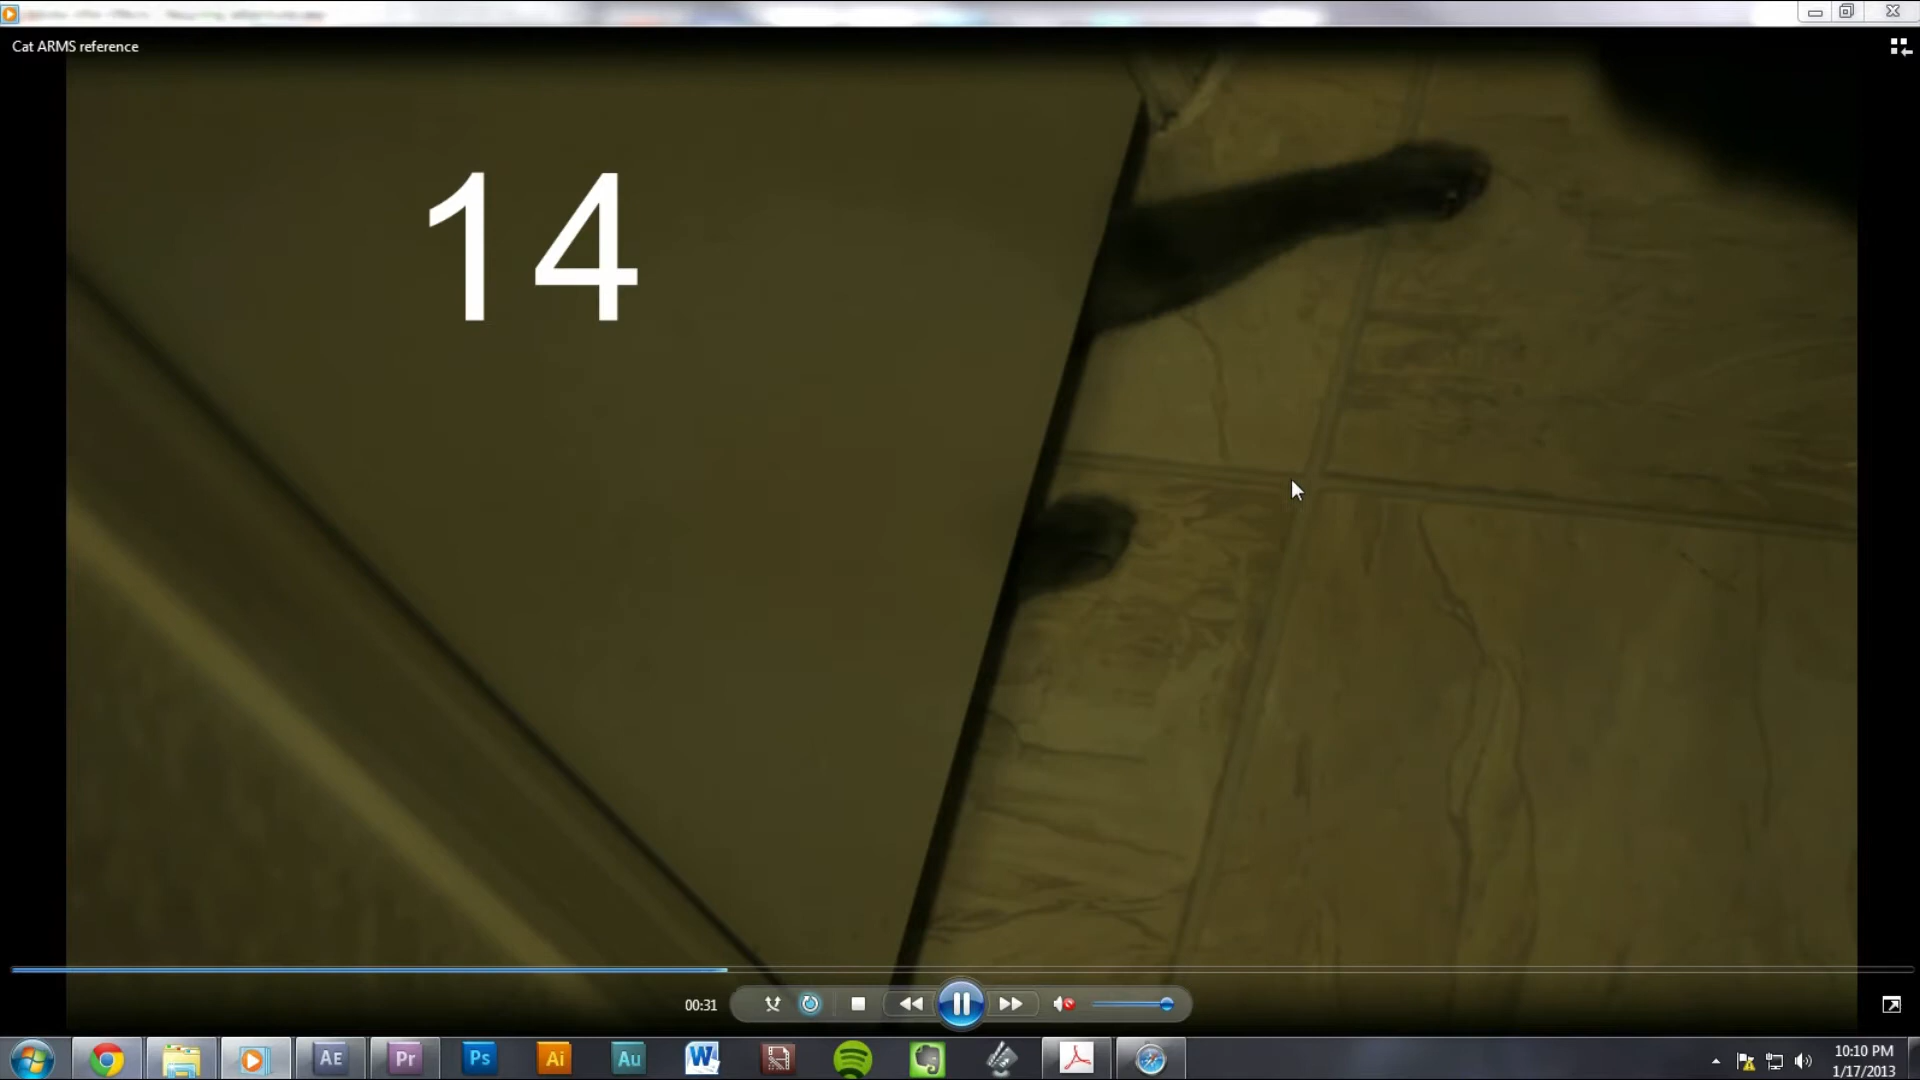 Cat ARMS reference
14
00:31
AE
Pr
Ps
Ai
Au
W
10:10 PM
1/17/2013